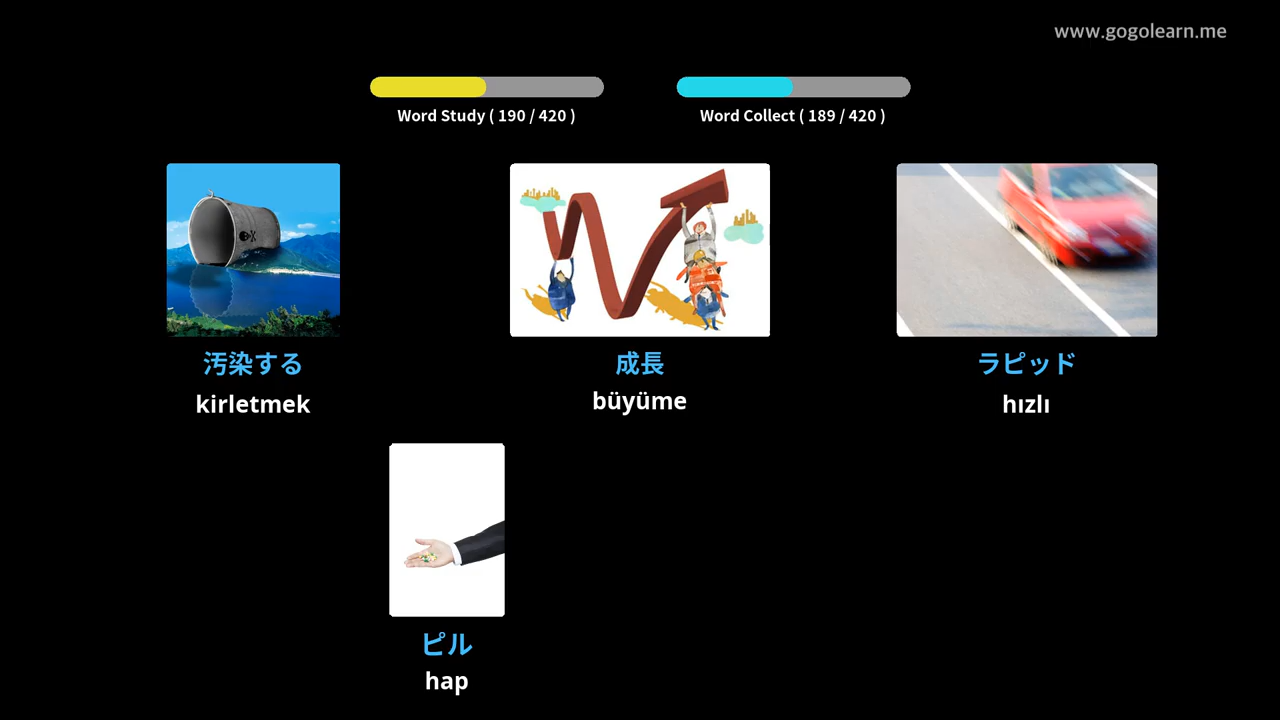 www.gogolearn.me
Word Study ( 190 / 420 )
Word Collect ( 189 / 420 )
汚染する
kirletmek
成長
büyüme
ラピッド
hızlı
ピル
hap